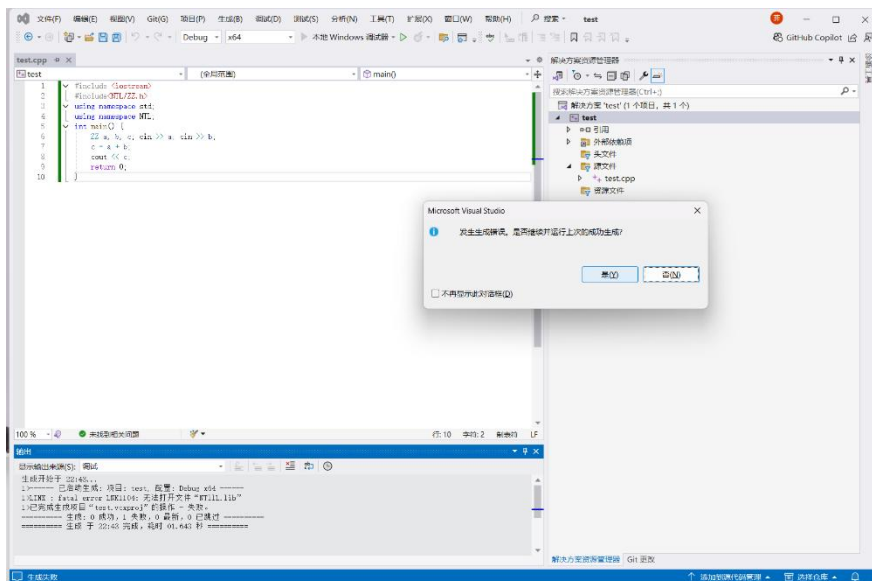 文件(F) 编辑(E) 视图(V) Git(G) 项目(P) 生成(B) 调试(D) 测试(S) 分析(N) 工具(T) 扩展(X) 窗口(W) 帮助(H) 搜索 test
Debug x64 本地 Windows 调试器 GitHub Copilot
test.cpp
test (全局范围) main()
1 #include <iostream>
2 #include<NTL/ZZ.h>
3 using namespace std;
4 using namespace NTL;
5 int main() {
6 ZZ a, b, c; cin >> a; cin >> b;
7 c = a + b;
8 cout << c;
9 return 0;
10 }
解决方案资源管理器
搜索解决方案资源管理器(Ctrl+;)
解决方案 'test' (1 个项目，共 1 个)
test
引用
外部依赖项
头文件
源文件
test.cpp
资源文件
Microsoft Visual Studio
发生生成错误。是否继续并运行上次的成功生成?
是(Y) 否(N)
不再显示此对话框(D)
100 % 未找到相关问题 行: 10 字符: 2 制表符 LF
输出
显示输出来源(S): 调试
生成开始于 22:43...
1>------ 已启动生成: 项目: test, 配置: Debug x64 ------
1>LINK : fatal error LNK1104: 无法打开文件“NTLLL.lib”
1>已完成生成项目“test.vcxproj”的操作 - 失败。
========== 生成: 0 成功，1 失败，0 最新，0 已跳过 ==========
========== 生成 于 22:43 完成，耗时 01.643 秒 ==========
解决方案资源管理器 Git 更改
生成失败 添加到源代码管理 选择仓库